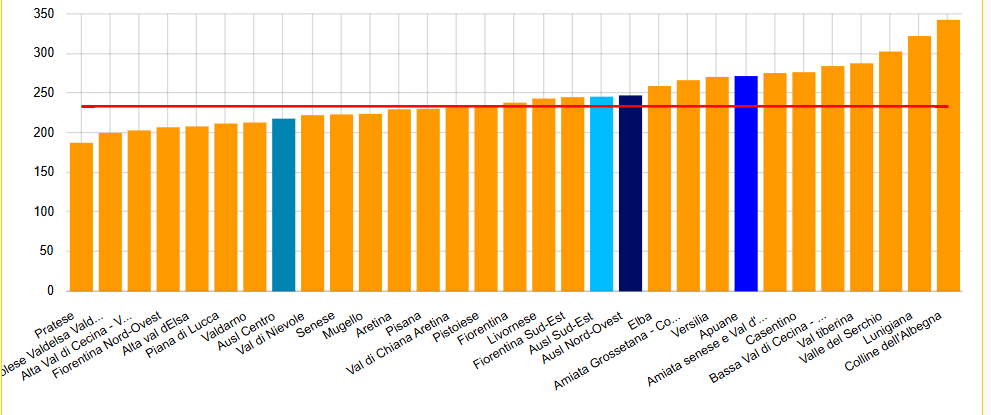 350
300
250
200
150
100
50
0
Pratese
Valdelsa Vald...
Alta Val di Cecina - V...
Fiorentina Nord-Ovest
Alta Val dElsa
Piana di Lucca
Valdarno
Ausl Centro
Val di Nievole
Senese
Mugello
Aretina
Pisana
Val di Chiana Aretina
Pistoiese
Fiorentina
Livornese
Fiorentina Sud-Est
Ausl Sud-Est
Ausl Nord-Ovest
Elba
Amiata Grossetana - Co...
Versilia
Apuane
Amiata senese e Val d'...
Casentino
Bassa Val di Cecina - ...
Val tiberina
Valle del Serchio
Lunigiana
Colline dell'Albegna